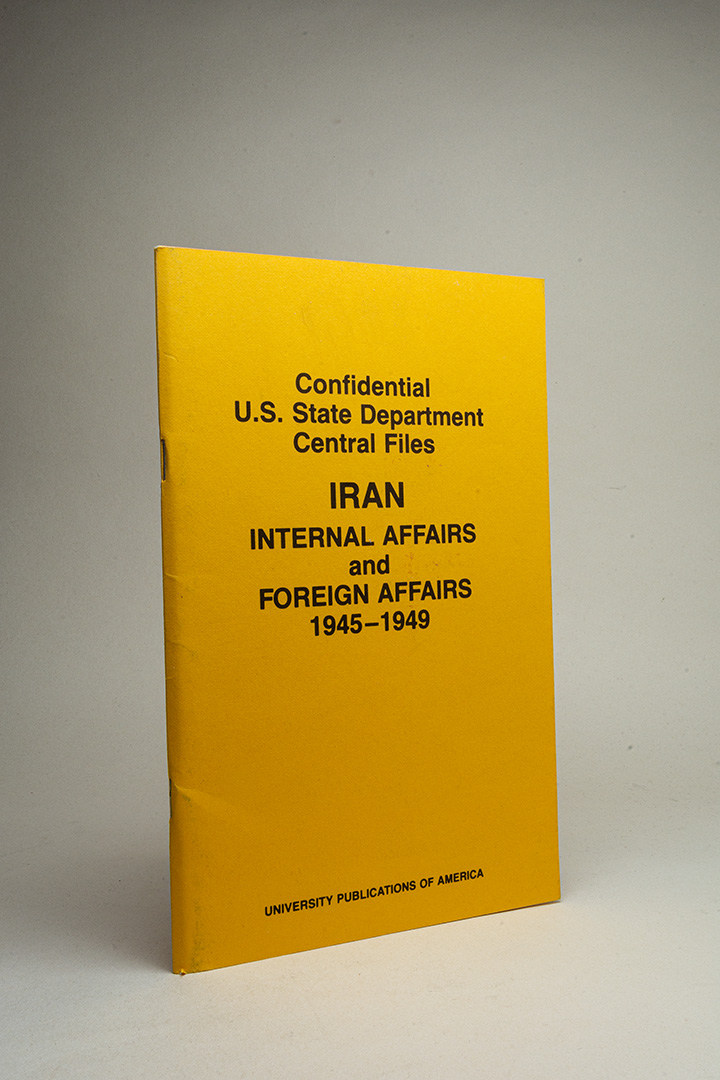 Confidential
U.S. State Department
Central Files
IRAN
INTERNAL AFFAIRS
and
FOREIGN AFFAIRS
1945–1949
UNIVERSITY PUBLICATIONS OF AMERICA